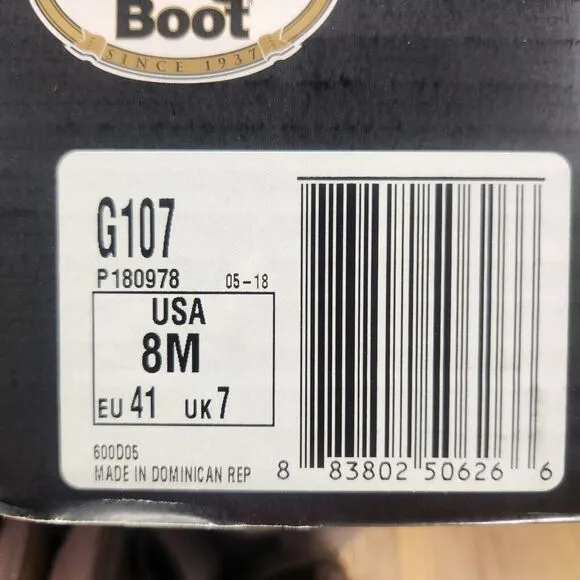 Boot
SINCE 1937
G107
P180978 05-18
USA
8M
EU 41 UK 7
600D05
MADE IN DOMINICAN REP
8 83802 50626 6